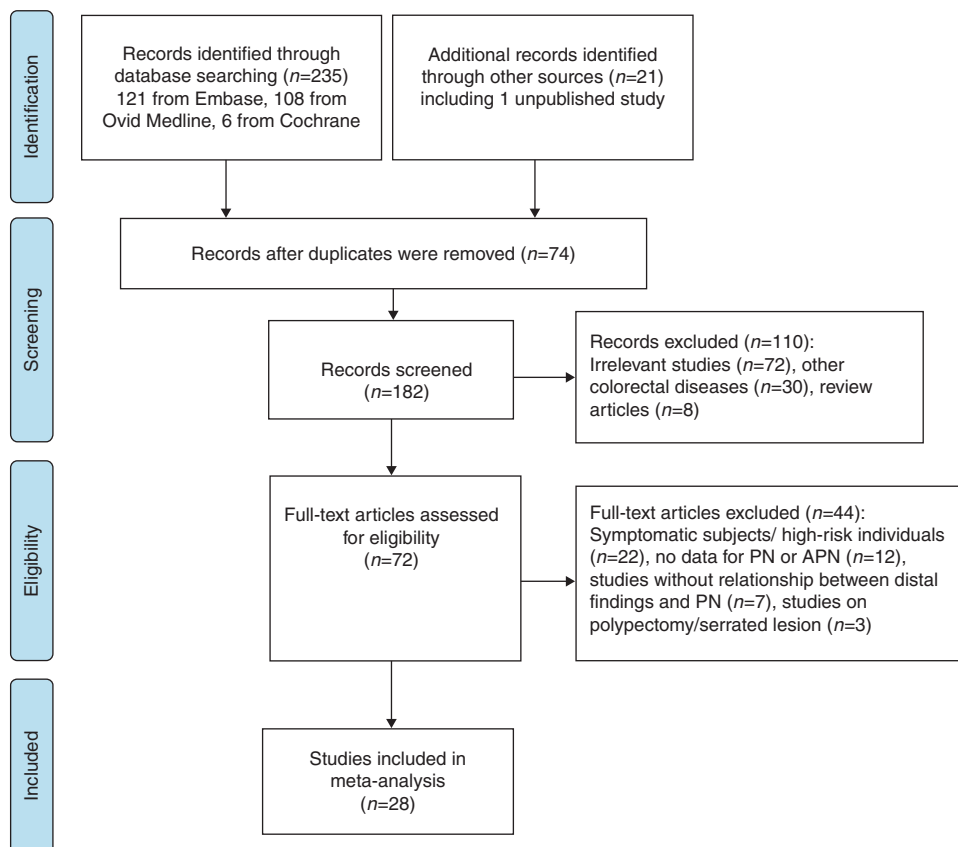 Identification
Records identified through
database searching (n=235)
121 from Embase, 108 from
Ovid Medline, 6 from Cochrane
Additional records identified
through other sources (n=21)
including 1 unpublished study
Screening
Records after duplicates were removed (n=74)
Records screened
(n=182)
Records excluded (n=110):
Irrelevant studies (n=72), other
colorectal diseases (n=30), review
articles (n=8)
Eligibility
Full-text articles assessed
for eligibility
(n=72)
Full-text articles excluded (n=44):
Symptomatic subjects/ high-risk individuals
(n=22), no data for PN or APN (n=12),
studies without relationship between distal
findings and PN (n=7), studies on
polypectomy/serrated lesion (n=3)
Included
Studies included in
meta-analysis
(n=28)